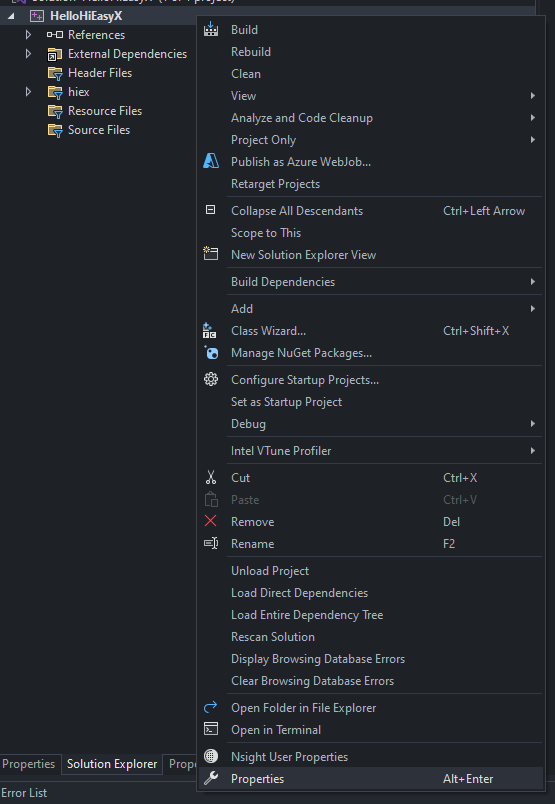 HelloHiEasyX
References
External Dependencies
Header Files
hiex
Resource Files
Source Files
Build
Rebuild
Clean
View
Analyze and Code Cleanup
Project Only
Publish as Azure WebJob...
Retarget Projects
Collapse All Descendants Ctrl+Left Arrow
Scope to This
New Solution Explorer View
Build Dependencies
Add
Class Wizard... Ctrl+Shift+X
Manage NuGet Packages...
Configure Startup Projects...
Set as Startup Project
Debug
Intel VTune Profiler
Cut Ctrl+X
Paste Ctrl+V
Remove Del
Rename F2
Unload Project
Load Direct Dependencies
Load Entire Dependency Tree
Rescan Solution
Display Browsing Database Errors
Clear Browsing Database Errors
Open Folder in File Explorer
Open in Terminal
Nsight User Properties
Properties Alt+Enter
Properties Solution Explorer Prope
Error List